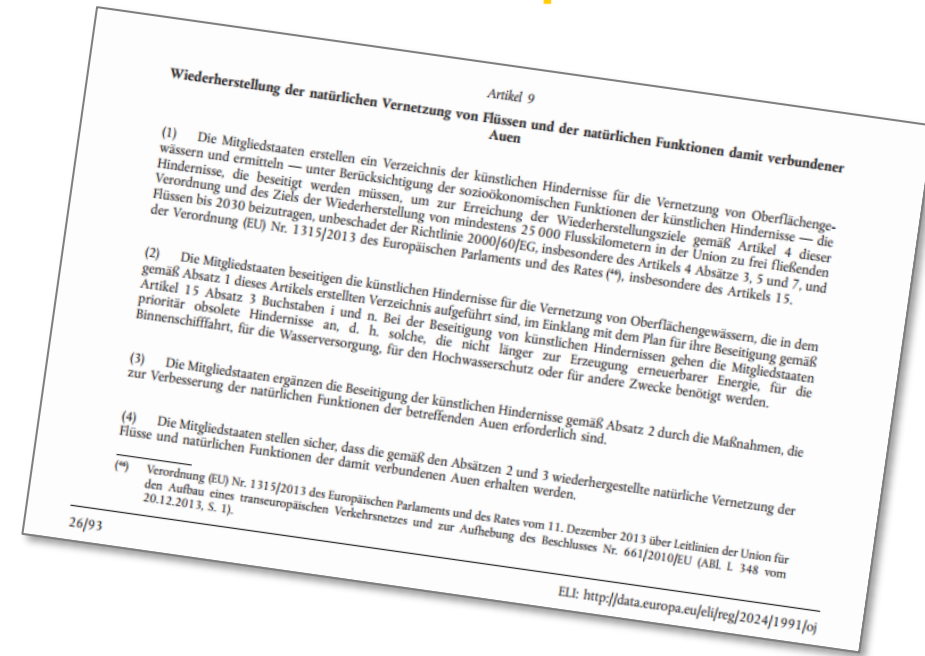 Artikel 9
Wiederherstellung der natürlichen Vernetzung von Flüssen und der natürlichen Funktionen damit verbundener
Auen
(1) Die Mitgliedstaaten erstellen ein Verzeichnis der künstlichen Hindernisse für die Vernetzung von Oberflächenge-
wässern und ermitteln — unter Berücksichtigung der sozioökonomischen Funktionen der künstlichen Hindernisse — die
Hindernisse, die beseitigt werden müssen, um zur Erreichung der Wiederherstellungsziele gemäß Artikel 4 dieser
Verordnung und des Ziels der Wiederherstellung von mindestens 25 000 Flusskilometern in der Union zu frei fließenden
Flüssen bis 2030 beizutragen, unbeschadet der Richtlinie 2000/60/EG, insbesondere des Artikels 4 Absätze 3, 5 und 7, und
der Verordnung (EU) Nr. 1315/2013 des Europäischen Parlaments und des Rates (⁴⁶), insbesondere des Artikels 15.
(2) Die Mitgliedstaaten beseitigen die künstlichen Hindernisse für die Vernetzung von Oberflächengewässern, die in dem
gemäß Absatz 1 dieses Artikels erstellten Verzeichnis aufgeführt sind, im Einklang mit dem Plan für ihre Beseitigung gemäß
Artikel 15 Absatz 3 Buchstaben i und n. Bei der Beseitigung von künstlichen Hindernissen gehen die Mitgliedstaaten
prioritär obsolete Hindernisse an, d. h. solche, die nicht länger zur Erzeugung erneuerbarer Energie, für die
Binnenschifffahrt, für die Wasserversorgung, für den Hochwasserschutz oder für andere Zwecke benötigt werden.
(3) Die Mitgliedstaaten ergänzen die Beseitigung der künstlichen Hindernisse gemäß Absatz 2 durch die Maßnahmen, die
zur Verbesserung der natürlichen Funktionen der betreffenden Auen erforderlich sind.
(4) Die Mitgliedstaaten stellen sicher, dass die gemäß den Absätzen 2 und 3 wiederhergestellte natürliche Vernetzung der
Flüsse und natürlichen Funktionen der damit verbundenen Auen erhalten werden.
(⁴⁶) Verordnung (EU) Nr. 1315/2013 des Europäischen Parlaments und des Rates vom 11. Dezember 2013 über Leitlinien der Union für
den Aufbau eines transeuropäischen Verkehrsnetzes und zur Aufhebung des Beschlusses Nr. 661/2010/EU (ABl. L 348 vom
20.12.2013, S. 1).
26/93
ELI: http://data.europa.eu/eli/reg/2024/1991/oj